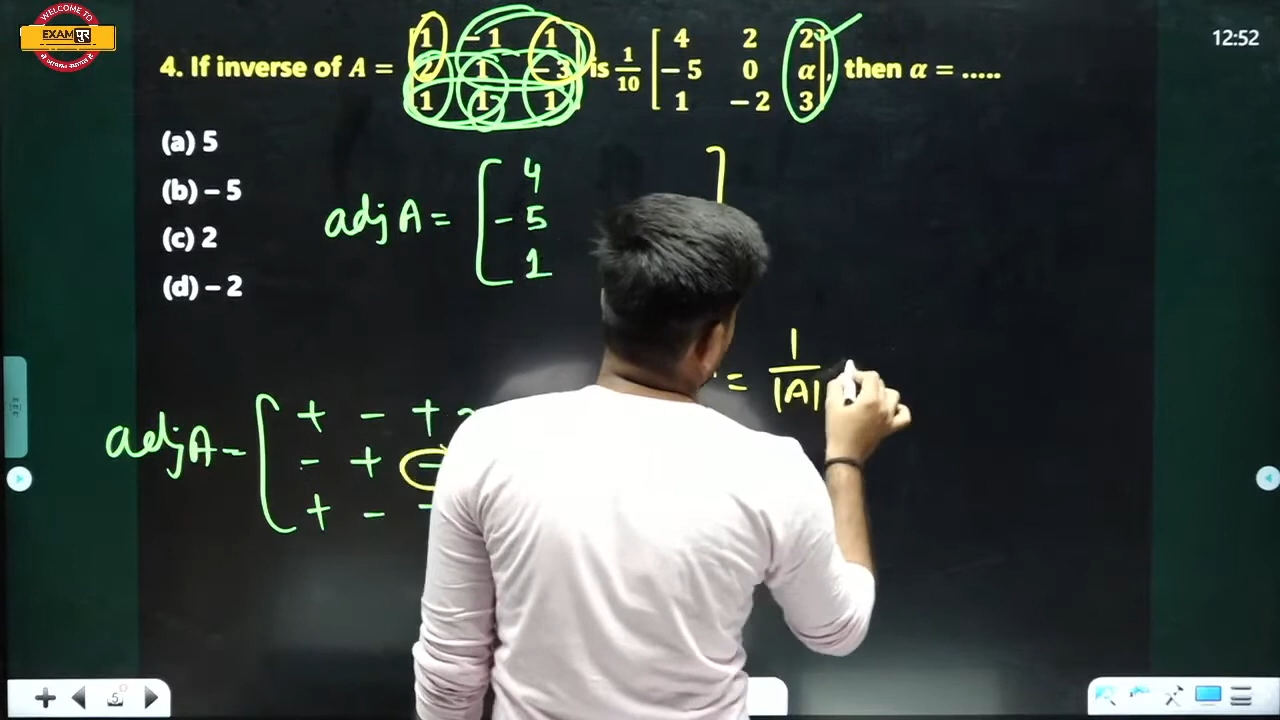 WELCOME TO
EXAMपुर
12:52
4. If inverse of A = [1 -1 1
2 1 -3
1 1 1] is 1/10 [4 2 2
-5 0 α
1 -2 3], then α = .....
(a) 5
(b) – 5
(c) 2
(d) – 2
adj A = [4
-5
1]
= 1/|A|
adj A = [+ - +
- + -
+ -
5